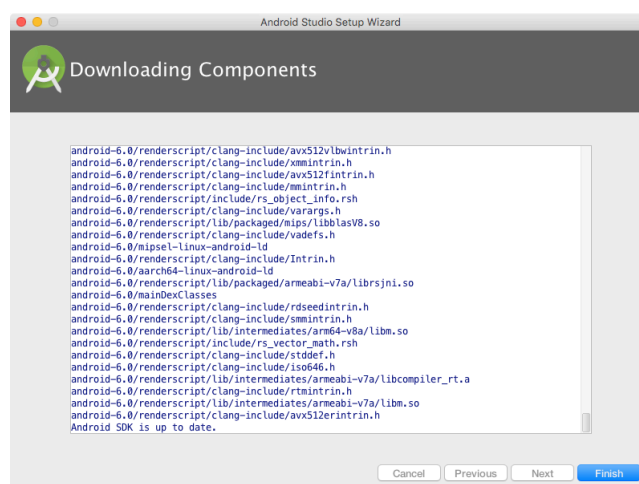 Android Studio Setup Wizard
Downloading Components
android-6.0/renderscript/clang-include/avx512vlbwintrin.h
android-6.0/renderscript/clang-include/xmmintrin.h
android-6.0/renderscript/clang-include/avx512fintrin.h
android-6.0/renderscript/clang-include/mmintrin.h
android-6.0/renderscript/include/rs_object_info.rsh
android-6.0/renderscript/clang-include/varargs.h
android-6.0/renderscript/lib/packaged/mips/libblasV8.so
android-6.0/renderscript/clang-include/vadefs.h
android-6.0/mipsel-linux-android-ld
android-6.0/renderscript/clang-include/Intrin.h
android-6.0/aarch64-linux-android-ld
android-6.0/renderscript/lib/packaged/armeabi-v7a/librsjni.so
android-6.0/mainDexClasses
android-6.0/renderscript/clang-include/rdseedintrin.h
android-6.0/renderscript/clang-include/smmintrin.h
android-6.0/renderscript/lib/intermediates/arm64-v8a/libm.so
android-6.0/renderscript/include/rs_vector_math.rsh
android-6.0/renderscript/clang-include/stddef.h
android-6.0/renderscript/clang-include/iso646.h
android-6.0/renderscript/lib/intermediates/armeabi-v7a/libcompiler_rt.a
android-6.0/renderscript/clang-include/rtmintrin.h
android-6.0/renderscript/lib/intermediates/armeabi-v7a/libm.so
android-6.0/renderscript/clang-include/avx512erintrin.h
Android SDK is up to date.
Cancel Previous Next Finish